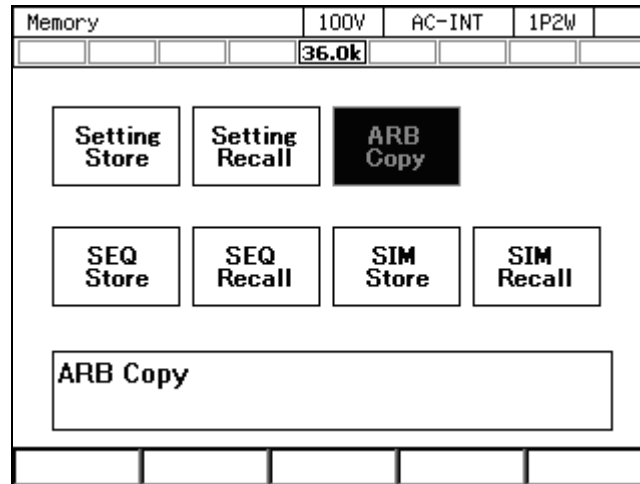 Memory 100V AC-INT 1P2W
36.0k
Setting Store
Setting Recall
ARB Copy
SEQ Store
SEQ Recall
SIM Store
SIM Recall
ARB Copy